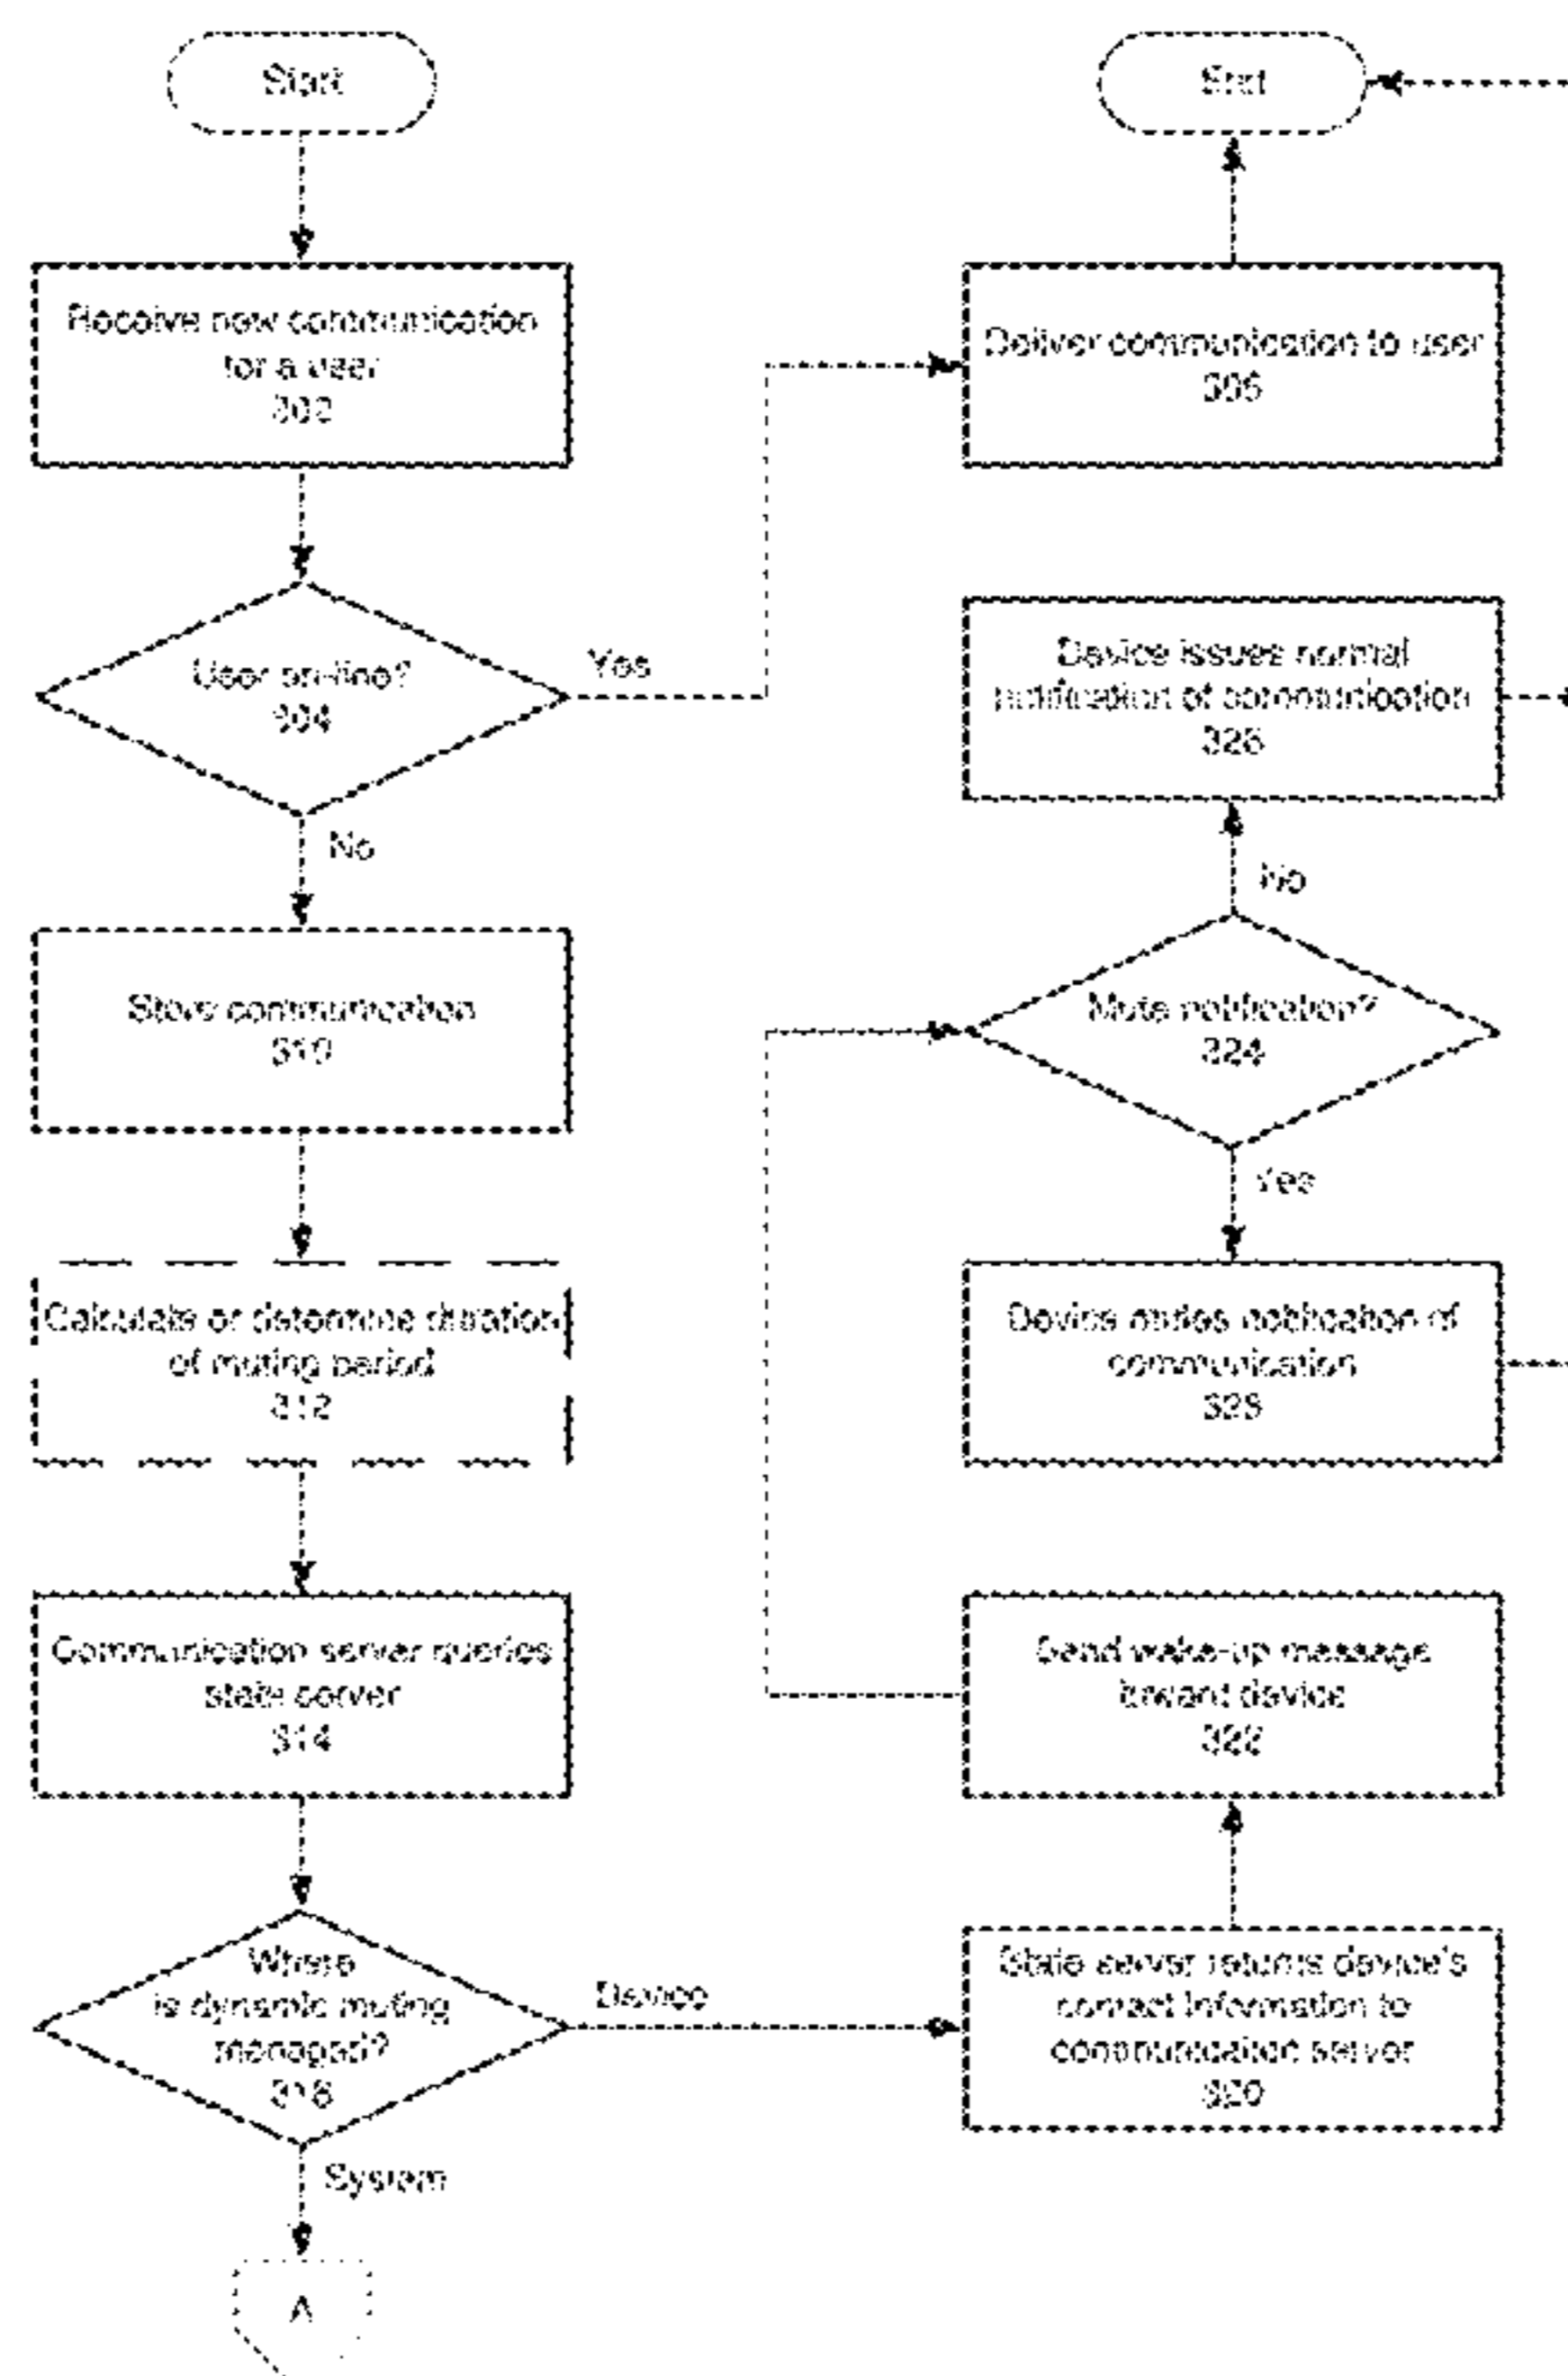 Start
Receive new communication
for a user
302
User on-line?
304
Yes
No
Store communication
310
Calculate or determine duration
of muting period
312
Communication server queries
state server
314
Where
is dynamic muting
managed?
316
Device
System
A
End
Deliver communication to user
306
Device issues normal
notification of communication
326
No
Mute notification?
324
Yes
Device mutes notification of
communication
328
Send wake-up message
toward device
322
State server returns device's
contact information to
communication server
320